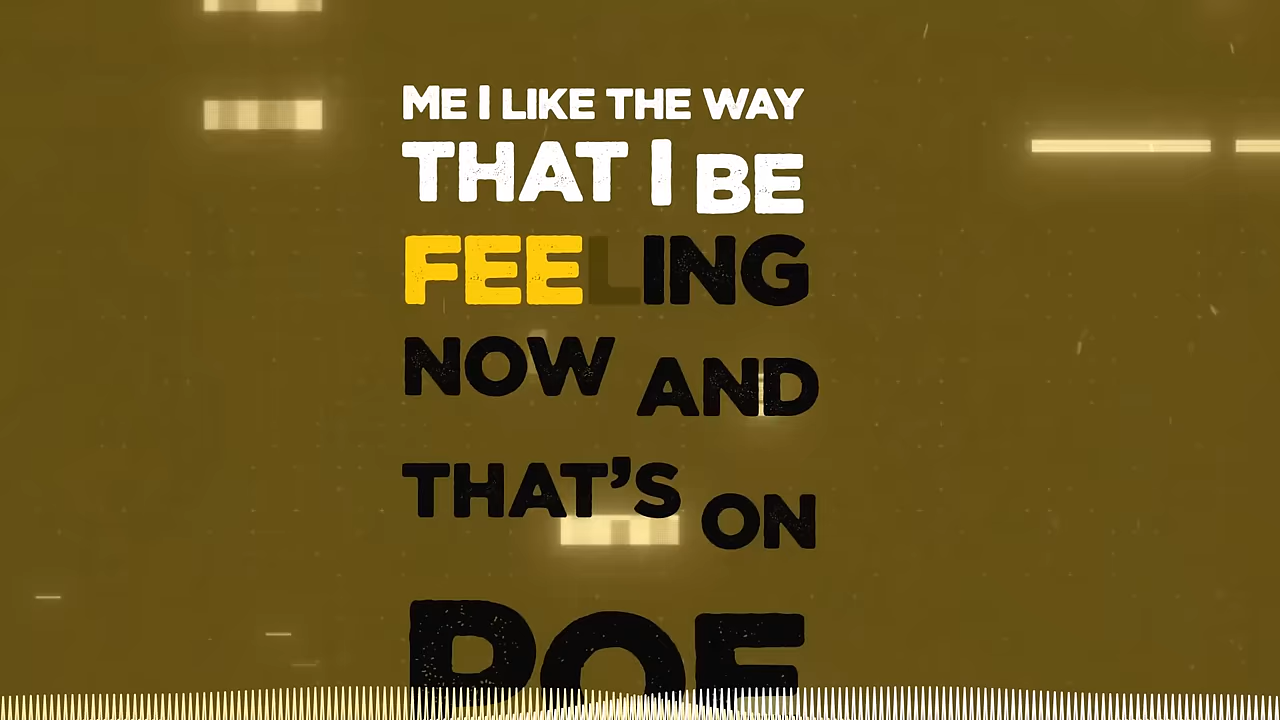 ME I LIKE THE WAY
THAT I BE
FEELING
NOW AND
THAT'S ON